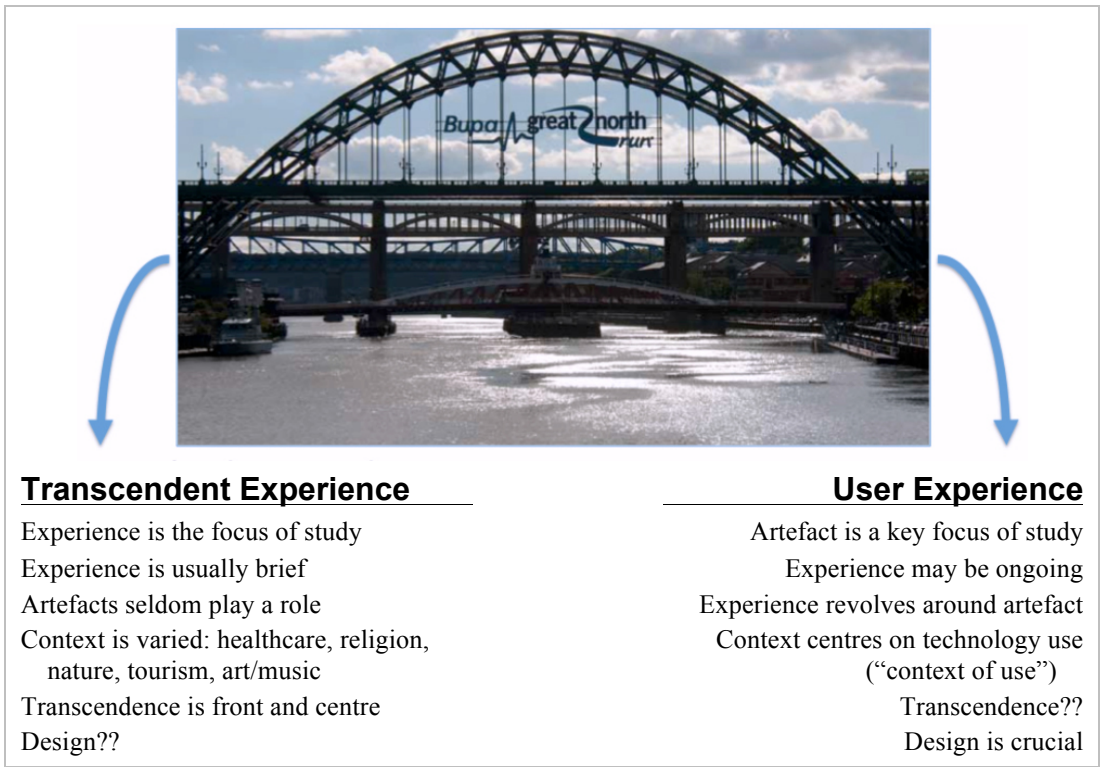 Bupa great north run
Transcendent Experience
Experience is the focus of study
Experience is usually brief
Artefacts seldom play a role
Context is varied: healthcare, religion,
nature, tourism, art/music
Transcendence is front and centre
Design??
User Experience
Artefact is a key focus of study
Experience may be ongoing
Experience revolves around artefact
Context centres on technology use
(“context of use”)
Transcendence??
Design is crucial